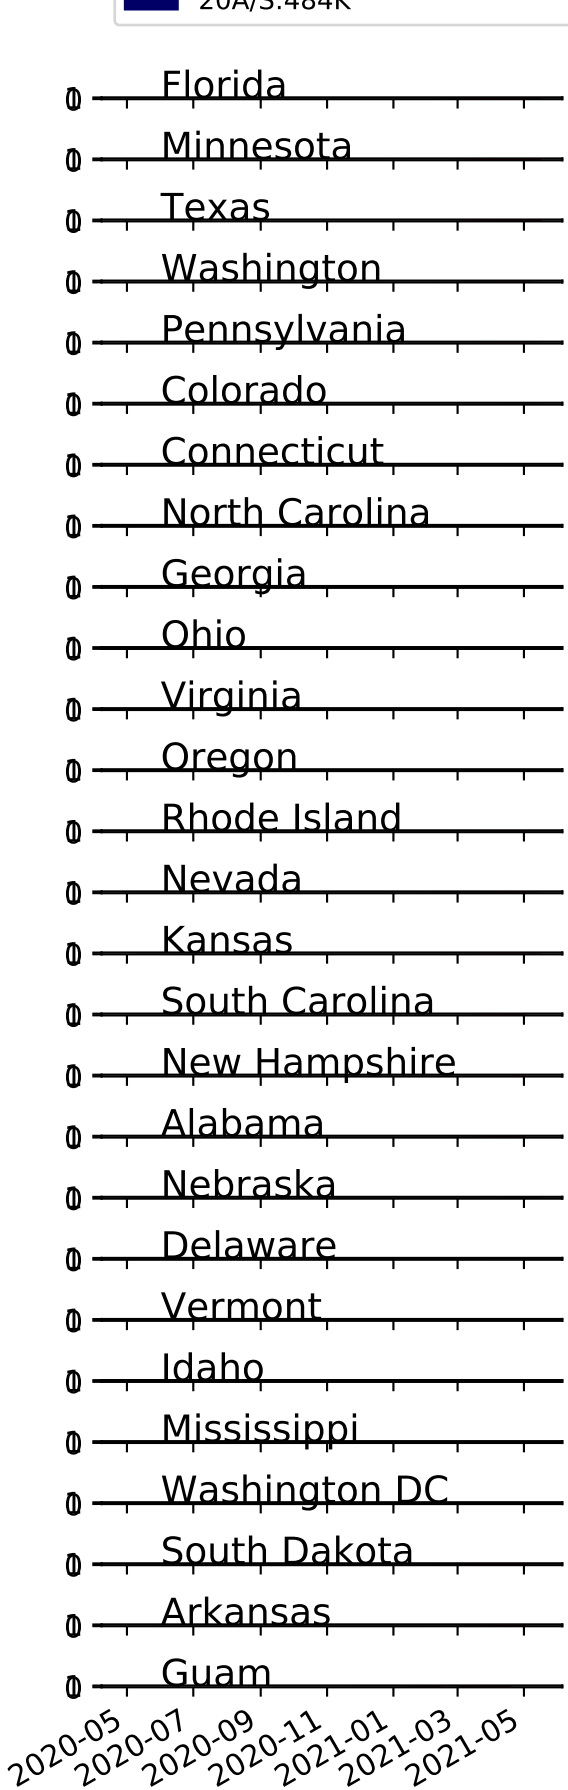 20A/S:484K
Florida
Minnesota
Texas
Washington
Pennsylvania
Colorado
Connecticut
North Carolina
Georgia
Ohio
Virginia
Oregon
Rhode Island
Nevada
Kansas
South Carolina
New Hampshire
Alabama
Nebraska
Delaware
Vermont
Idaho
Mississippi
Washington DC
South Dakota
Arkansas
Guam
2020-05 2020-07 2020-09 2020-11 2021-01 2021-03 2021-05